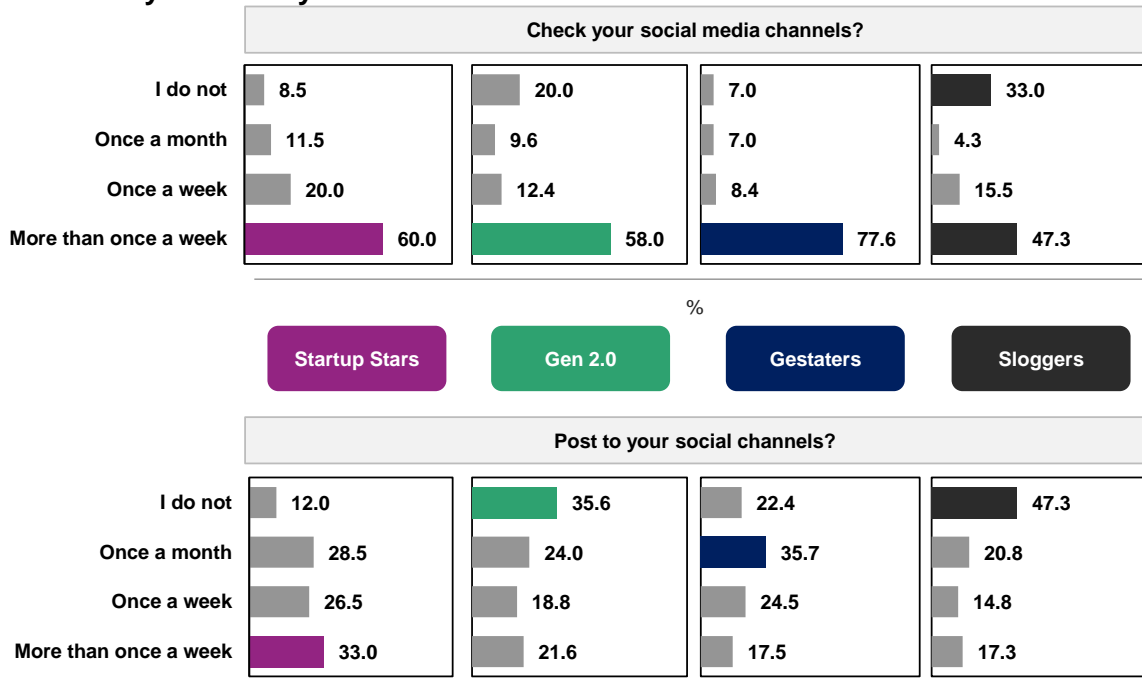 Check your social media channels?
I do not 8.5 20.0 7.0 33.0
Once a month 11.5 9.6 7.0 4.3
Once a week 20.0 12.4 8.4 15.5
More than once a week 60.0 58.0 77.6 47.3
%
Startup Stars Gen 2.0 Gestaters Sloggers
Post to your social channels?
I do not 12.0 35.6 22.4 47.3
Once a month 28.5 24.0 35.7 20.8
Once a week 26.5 18.8 24.5 14.8
More than once a week 33.0 21.6 17.5 17.3